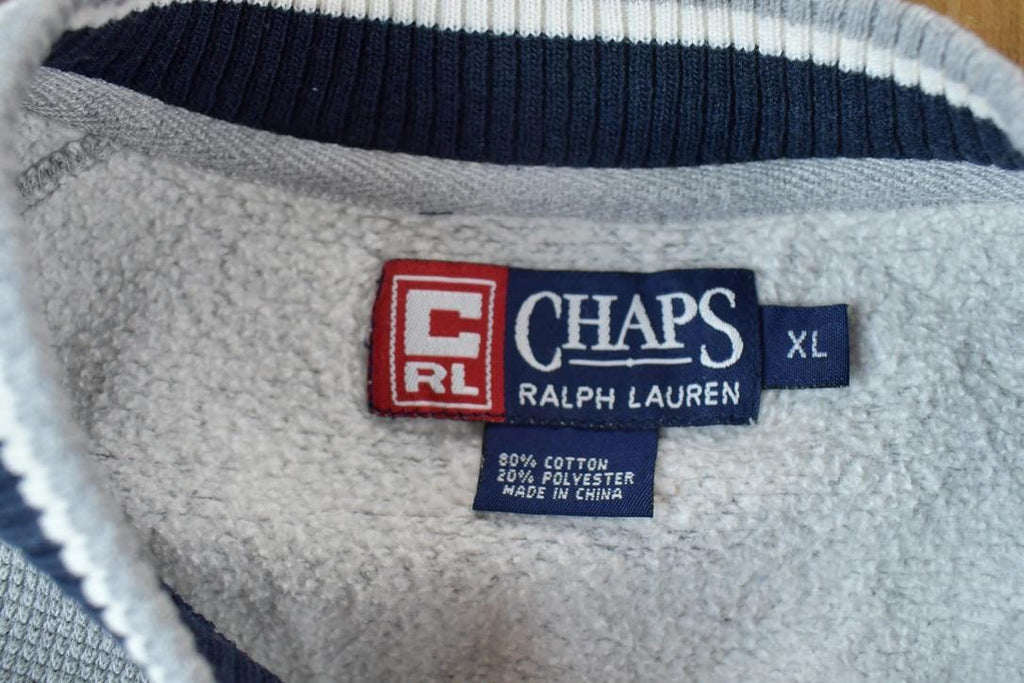 C
RL
CHAPS
RALPH LAUREN
XL
80% COTTON
20% POLYESTER
MADE IN CHINA